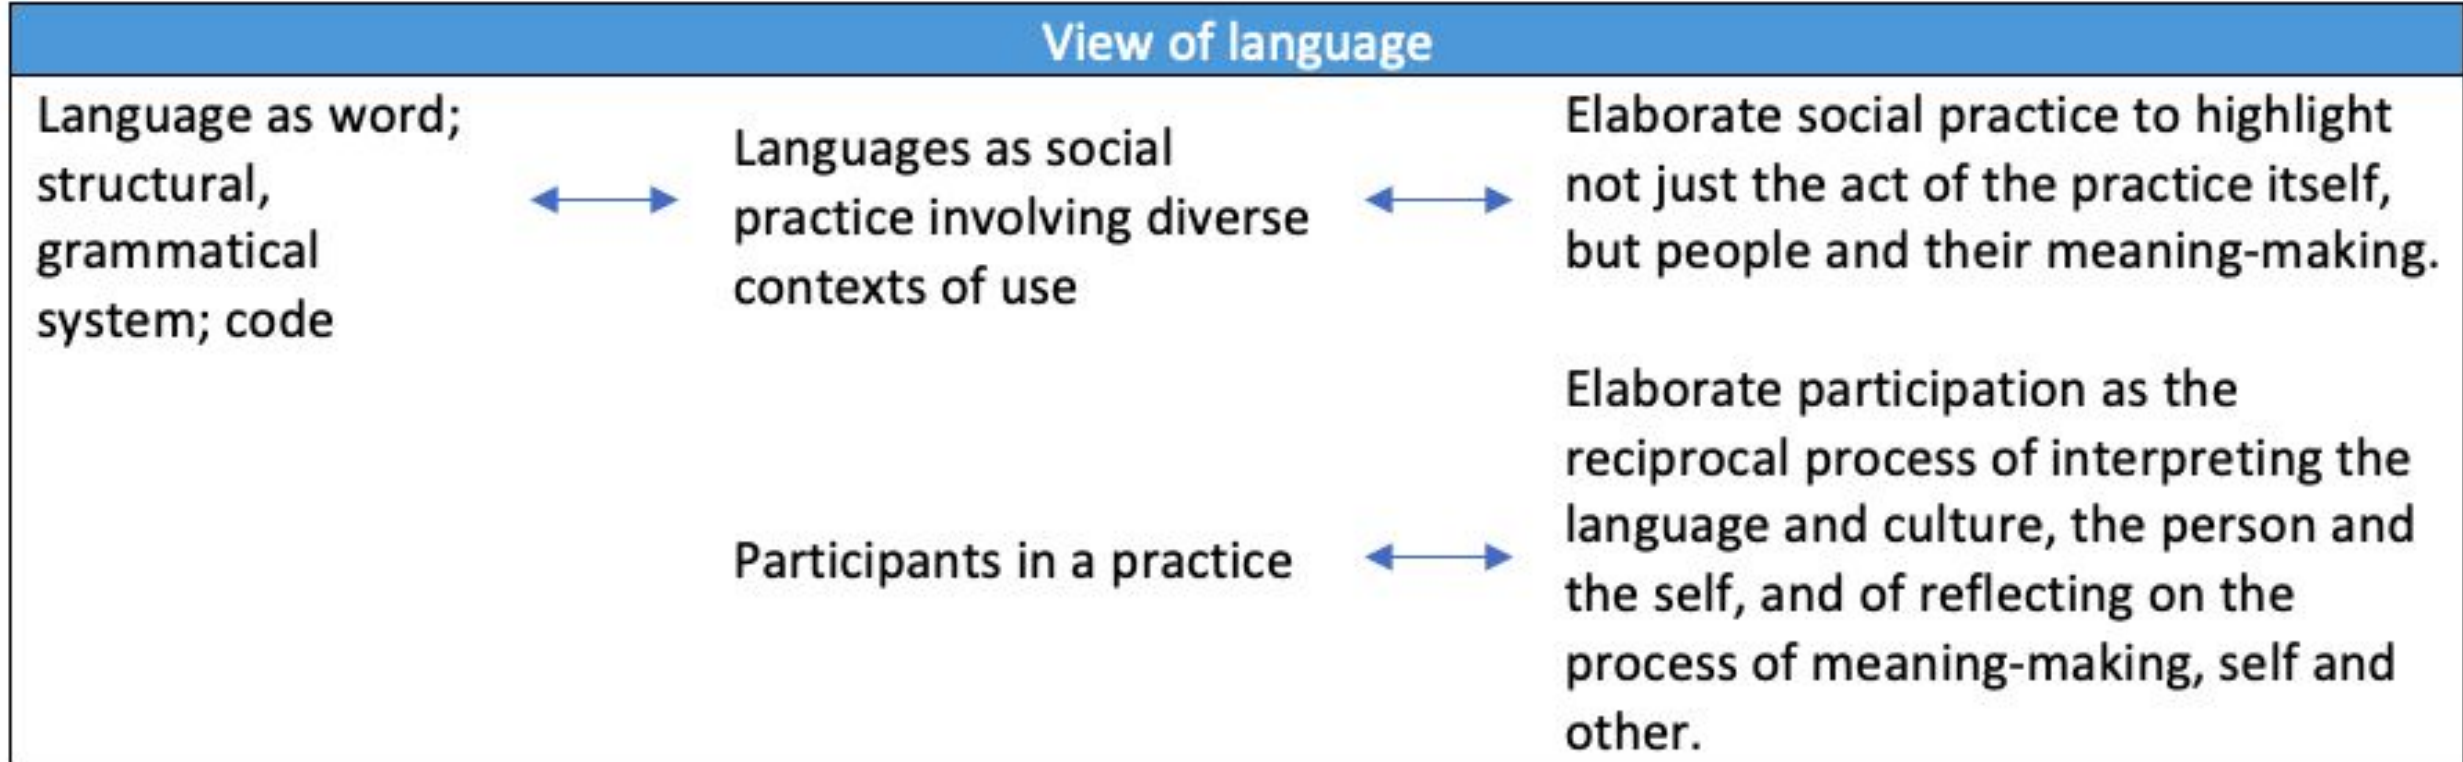 View of language
Language as word;
structural,
grammatical
system; code
Languages as social
practice involving diverse
contexts of use
Elaborate social practice to highlight
not just the act of the practice itself,
but people and their meaning-making.
Participants in a practice
Elaborate participation as the
reciprocal process of interpreting the
language and culture, the person and
the self, and of reflecting on the
process of meaning-making, self and
other.